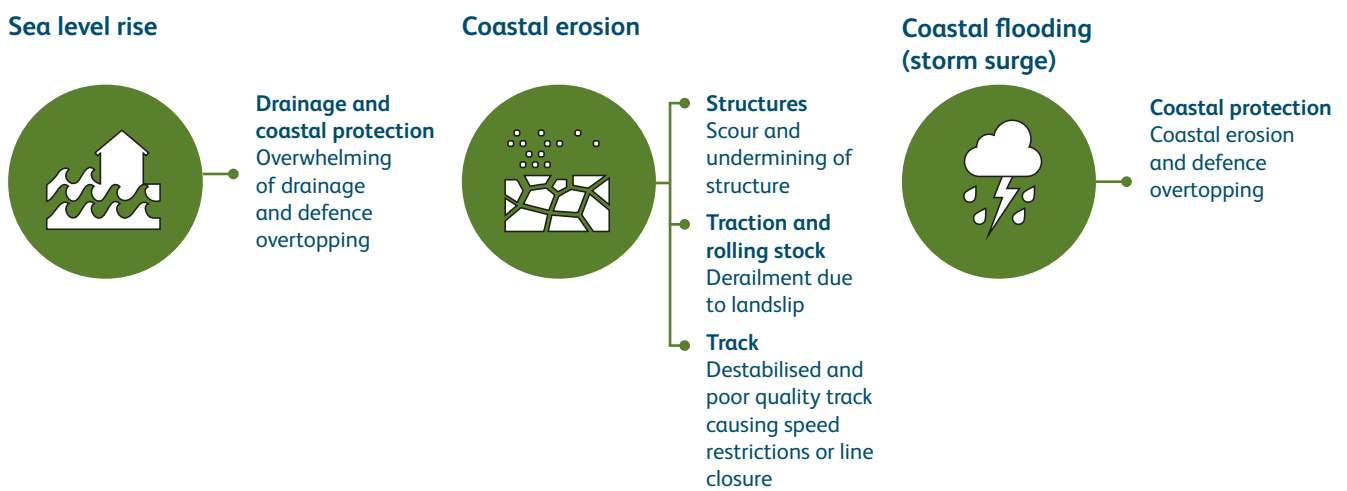 Sea level rise
Drainage and
coastal protection
Overwhelming
of drainage
and defence
overtopping
Coastal erosion
Structures
Scour and
undermining of
structure
Traction and
rolling stock
Derailment due
to landslip
Track
Destabilised and
poor quality track
causing speed
restrictions or line
closure
Coastal flooding
(storm surge)
Coastal protection
Coastal erosion
and defence
overtopping